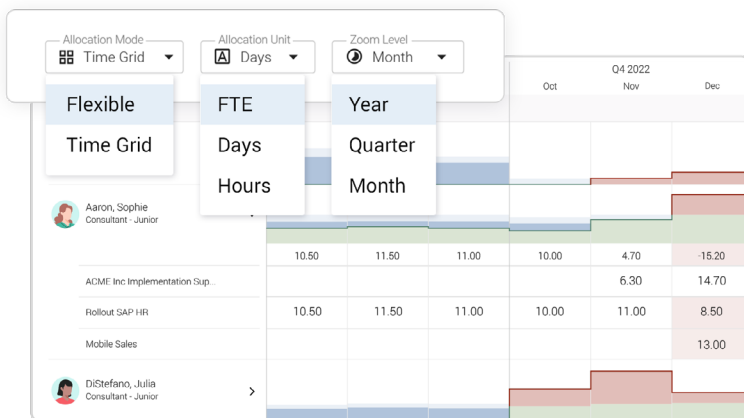 Allocation Mode
Time Grid
Allocation Unit
A Days
Zoom Level
Month
Flexible
Time Grid
FTE
Days
Hours
Year
Quarter
Month
Q4 2022
Oct Nov Dec
Aaron, Sophie
Consultant - Junior
10.50 11.50 11.00 10.00 4.70 -15.20
ACME Inc Implementation Sup... 6.30 14.70
Rollout SAP HR 10.50 11.50 11.00 10.00 11.00 8.50
Mobile Sales 13.00
DiStefano, Julia
Consultant - Junior